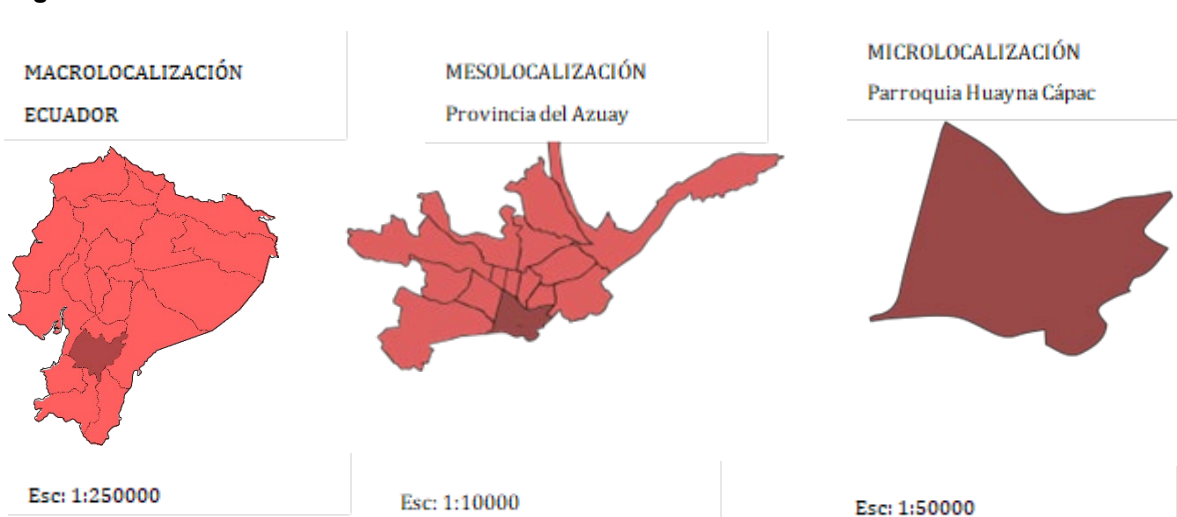 MACROLOCALIZACIÓN
ECUADOR
MESOLOCALIZACIÓN
Provincia del Azuay
MICROLOCALIZACIÓN
Parroquia Huayna Cápac
Esc: 1:250000
Esc: 1:10000
Esc: 1:50000